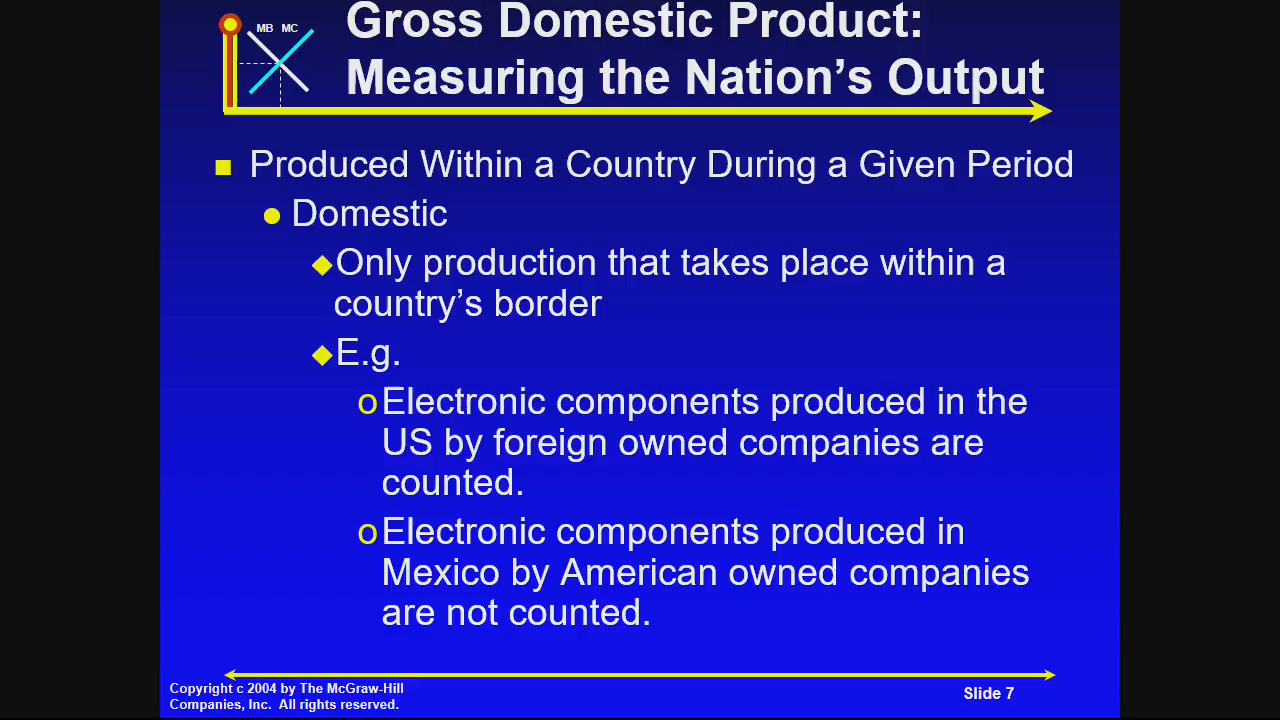 MB MC
Gross Domestic Product:
Measuring the Nation's Output
Produced Within a Country During a Given Period
Domestic
Only production that takes place within a
country's border
E.g.
Electronic components produced in the
US by foreign owned companies are
counted.
Electronic components produced in
Mexico by American owned companies
are not counted.
Copyright c 2004 by The McGraw-Hill
Companies, Inc. All rights reserved.
Slide 7